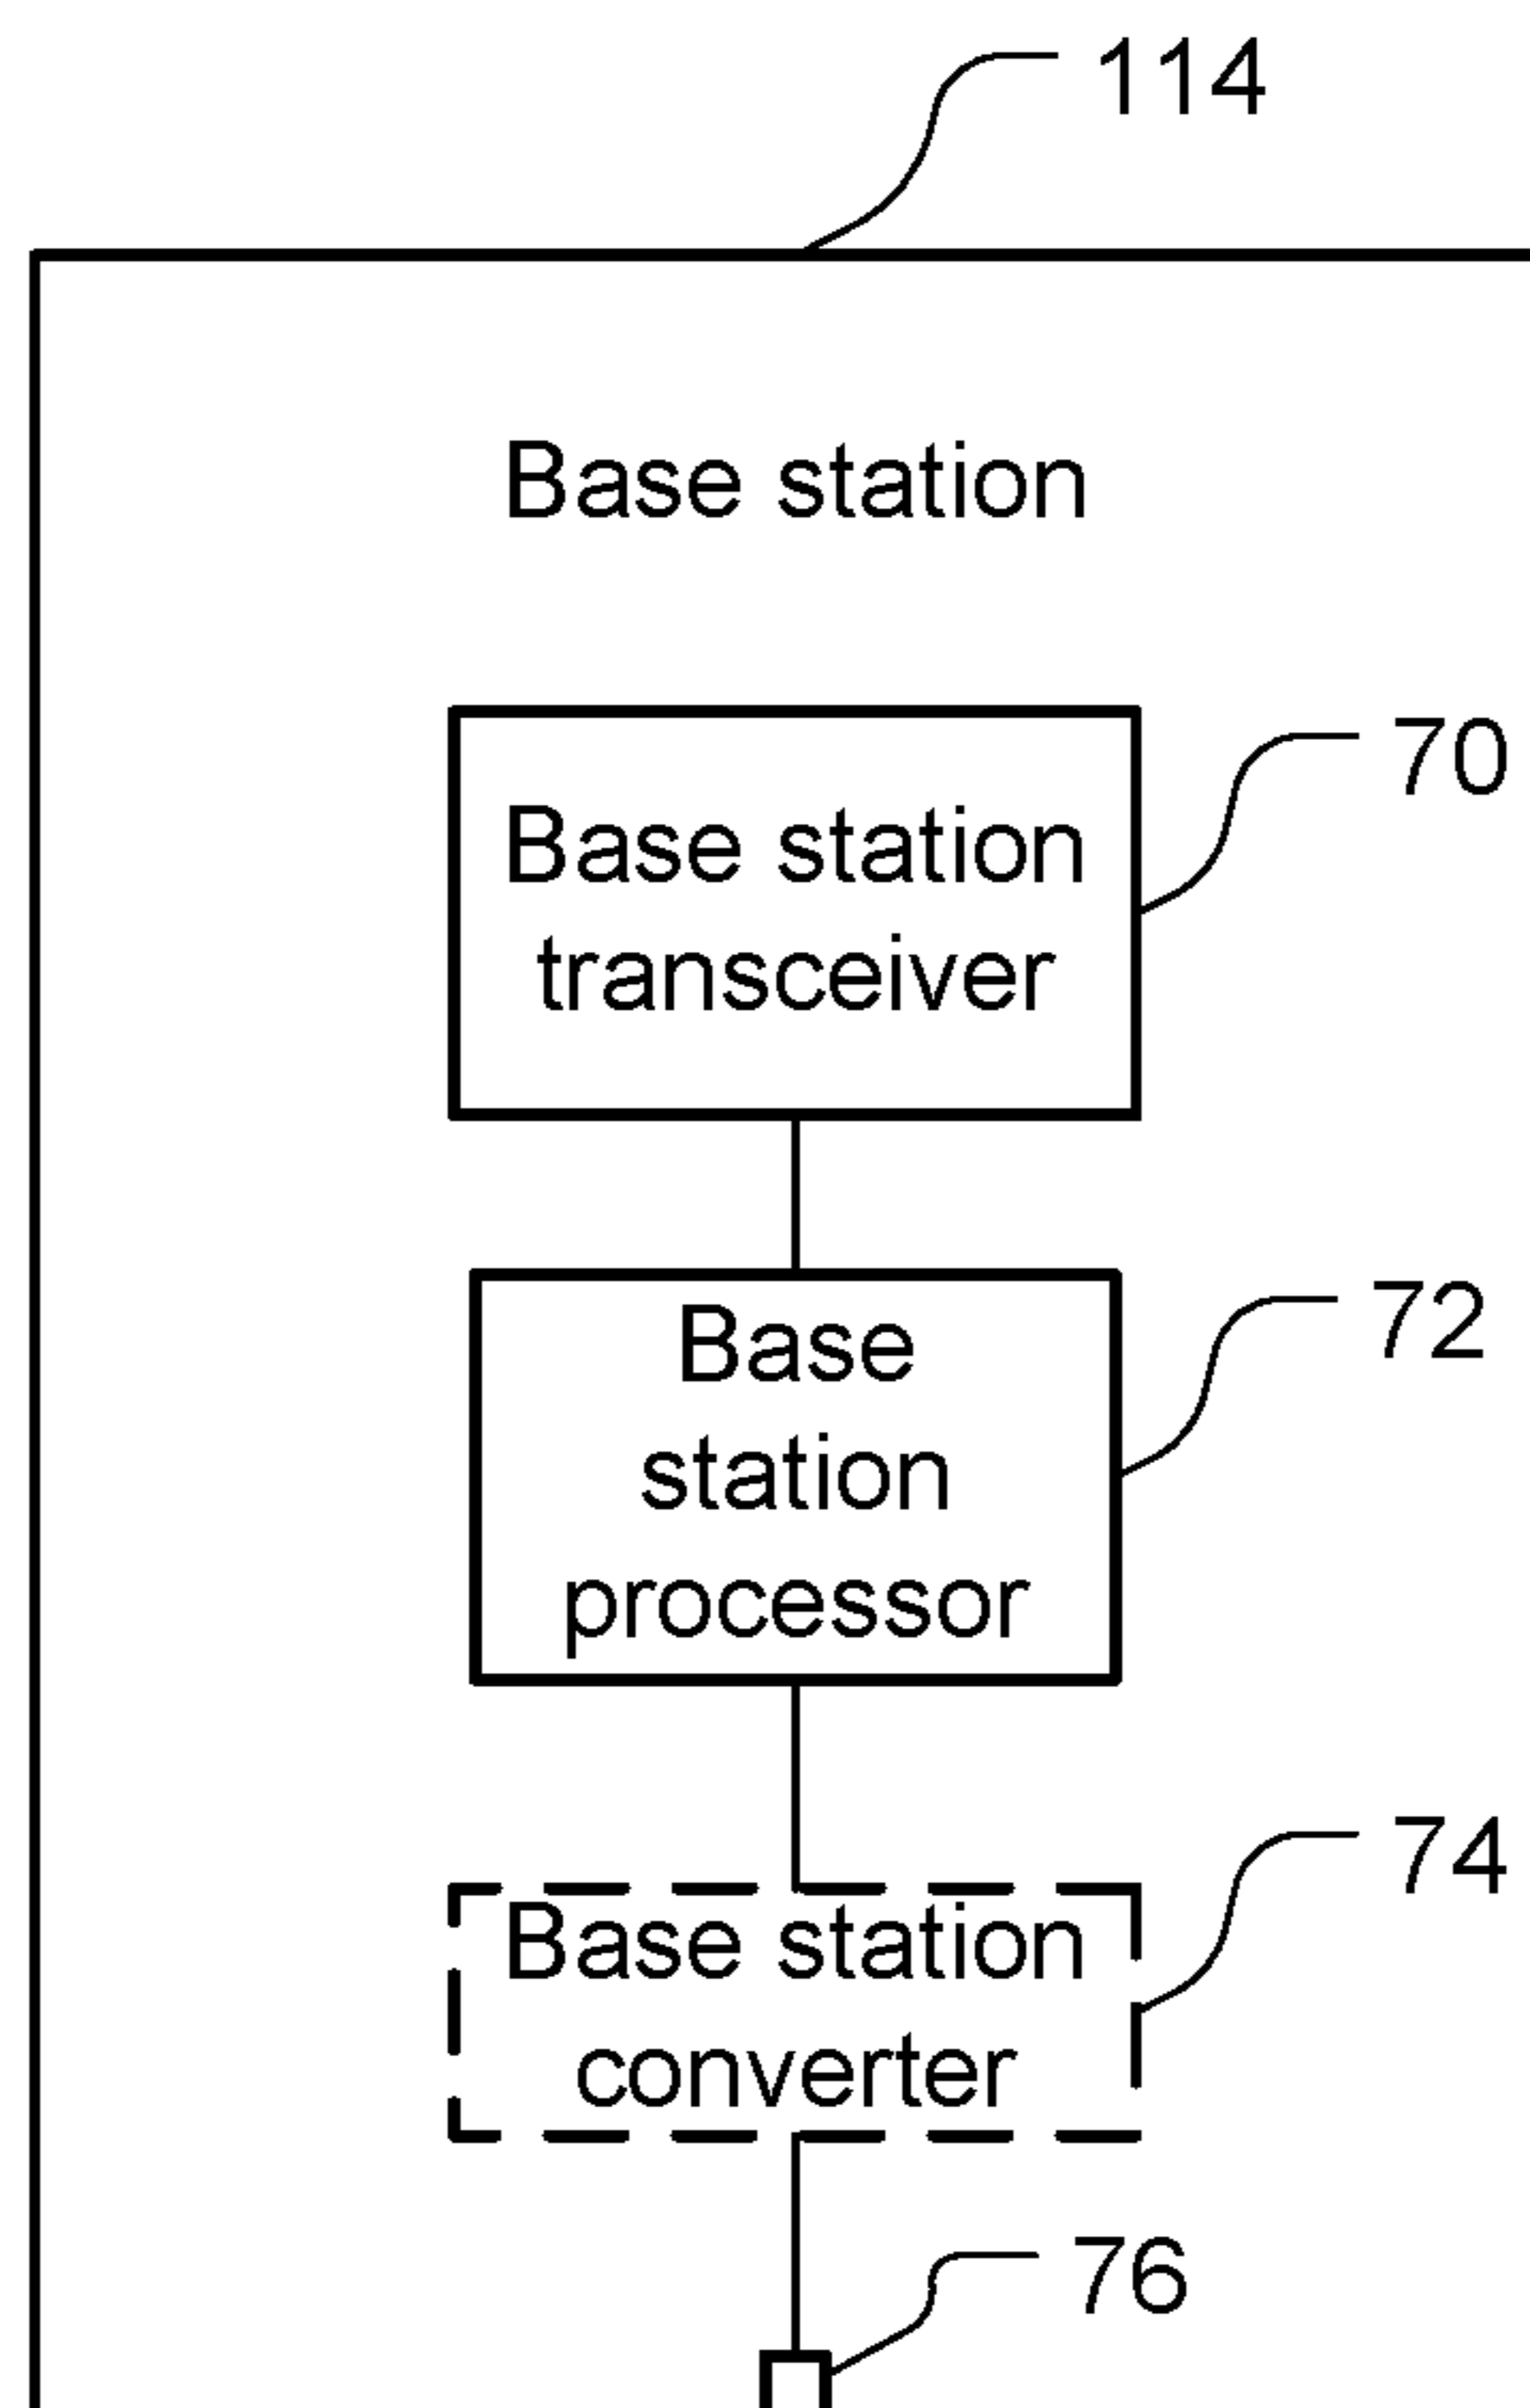 114
Base station
70
Base station
transceiver
72
Base
station
processor
74
Base station
converter
76